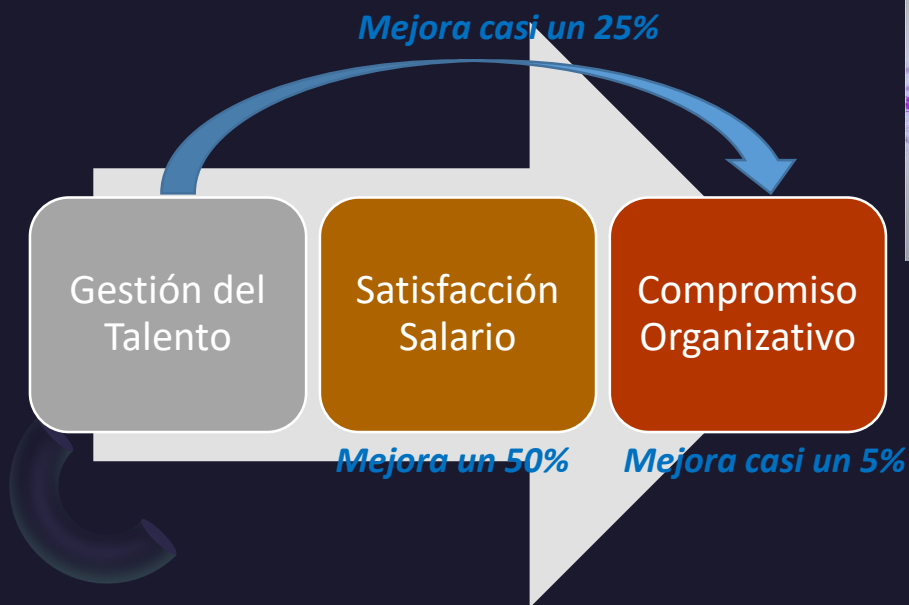 Mejora casi un 25%
Gestión del
Talento
Satisfacción
Salario
Compromiso
Organizativo
Mejora un 50%
Mejora casi un 5%